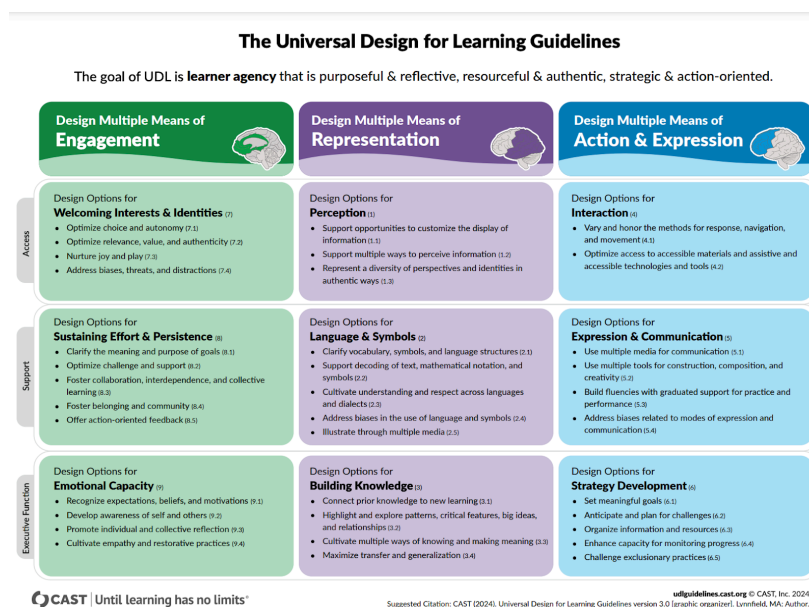 The Universal Design for Learning Guidelines
The goal of UDL is learner agency that is purposeful & reflective, resourceful & authentic, strategic & action-oriented.
Design Multiple Means of
Engagement
Design Multiple Means of
Representation
Design Multiple Means of
Action & Expression
Access
Design Options for
Welcoming Interests & Identities (7)
• Optimize choice and autonomy (7.1)
• Optimize relevance, value, and authenticity (7.2)
• Nurture joy and play (7.3)
• Address biases, threats, and distractions (7.4)
Design Options for
Perception (1)
• Support opportunities to customize the display of
information (1.1)
• Support multiple ways to perceive information (1.2)
• Represent a diversity of perspectives and identities in
authentic ways (1.3)
Design Options for
Interaction (4)
• Vary and honor the methods for response, navigation,
and movement (4.1)
• Optimize access to accessible materials and assistive and
accessible technologies and tools (4.2)
Support
Design Options for
Sustaining Effort & Persistence (8)
• Clarify the meaning and purpose of goals (8.1)
• Optimize challenge and support (8.2)
• Foster collaboration, interdependence, and collective
learning (8.3)
• Foster belonging and community (8.4)
• Offer action-oriented feedback (8.5)
Design Options for
Language & Symbols (2)
• Clarify vocabulary, symbols, and language structures (2.1)
• Support decoding of text, mathematical notation, and
symbols (2.2)
• Cultivate understanding and respect across languages
and dialects (2.3)
• Address biases in the use of language and symbols (2.4)
• Illustrate through multiple media (2.5)
Design Options for
Expression & Communication (5)
• Use multiple media for communication (5.1)
• Use multiple tools for construction, composition, and
creativity (5.2)
• Build fluencies with graduated support for practice and
performance (5.3)
• Address biases related to modes of expression and
communication (5.4)
Executive Function
Design Options for
Emotional Capacity (9)
• Recognize expectations, beliefs, and motivations (9.1)
• Develop awareness of self and others (9.2)
• Promote individual and collective reflection (9.3)
• Cultivate empathy and restorative practices (9.4)
Design Options for
Building Knowledge (3)
• Connect prior knowledge to new learning (3.1)
• Highlight and explore patterns, critical features, big ideas,
and relationships (3.2)
• Cultivate multiple ways of knowing and making meaning (3.3)
• Maximize transfer and generalization (3.4)
Design Options for
Strategy Development (6)
• Set meaningful goals (6.1)
• Anticipate and plan for challenges (6.2)
• Organize information and resources (6.3)
• Enhance capacity for monitoring progress (6.4)
• Challenge exclusionary practices (6.5)
CAST | Until learning has no limits®
udlguidelines.cast.org © CAST, Inc. 2024
Suggested Citation: CAST (2024). Universal Design for Learning Guidelines version 3.0 [graphic organizer]. Lynnfield, MA: Author.